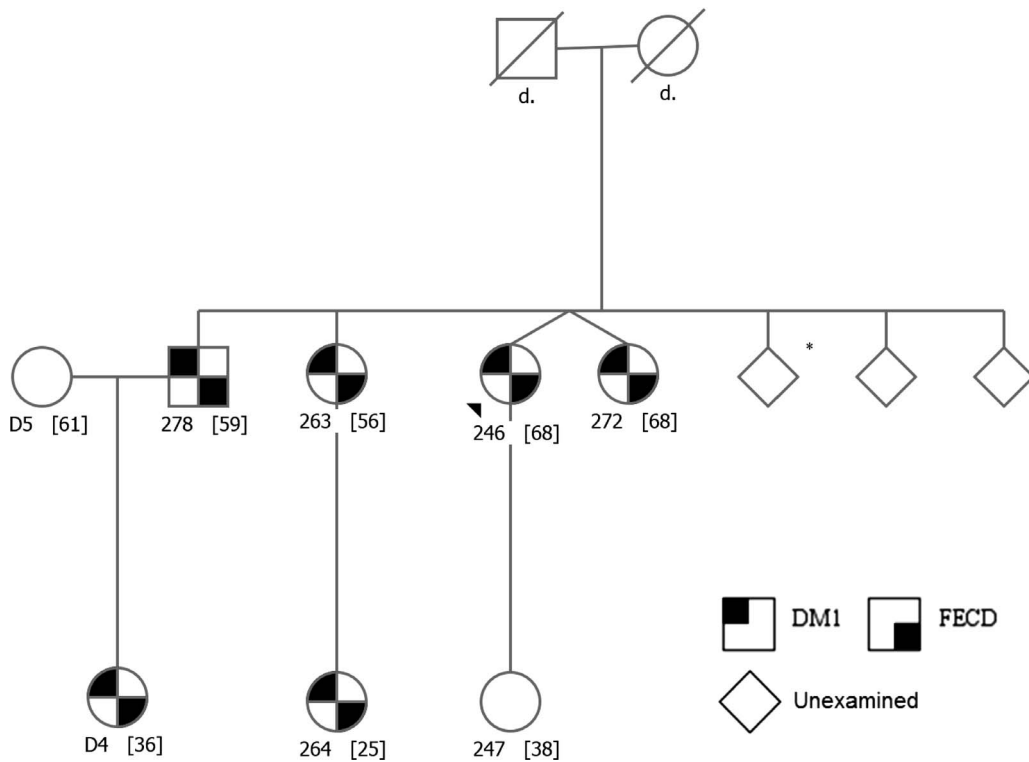 d.
d.
*
D5 [61]
278 [59]
263 [56]
246 [68]
272 [68]
DM1
FECD
Unexamined
D4 [36]
264 [25]
247 [38]